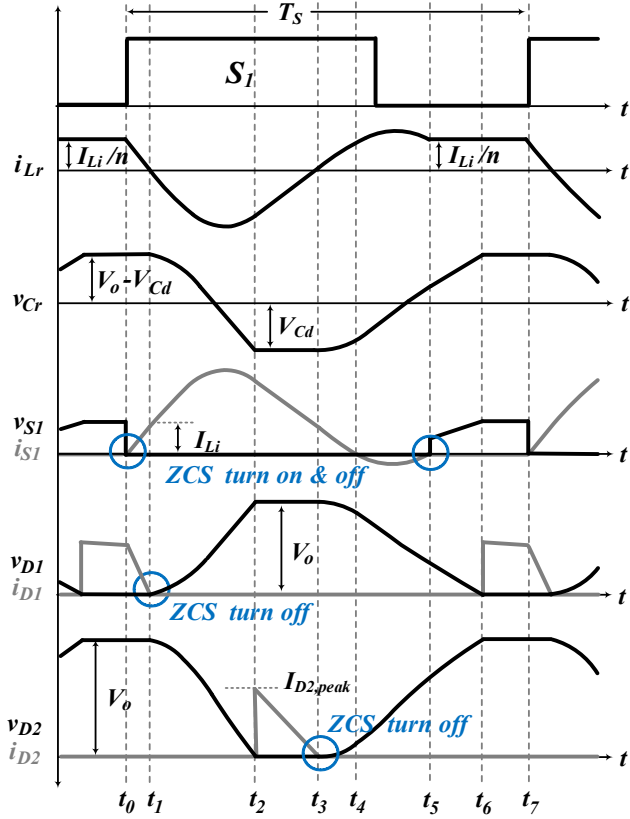 T_S
S_1
t
i_Lr
I_Li/n
I_Li/n
t
v_Cr
V_o-V_Cd
V_Cd
t
v_S1
i_S1
I_Li
t
ZCS turn on & off
v_D1
i_D1
V_o
t
ZCS turn off
I_D2,peak
V_o
ZCS turn off
v_D2
i_D2
t
t_0 t_1 t_2 t_3 t_4 t_5 t_6 t_7